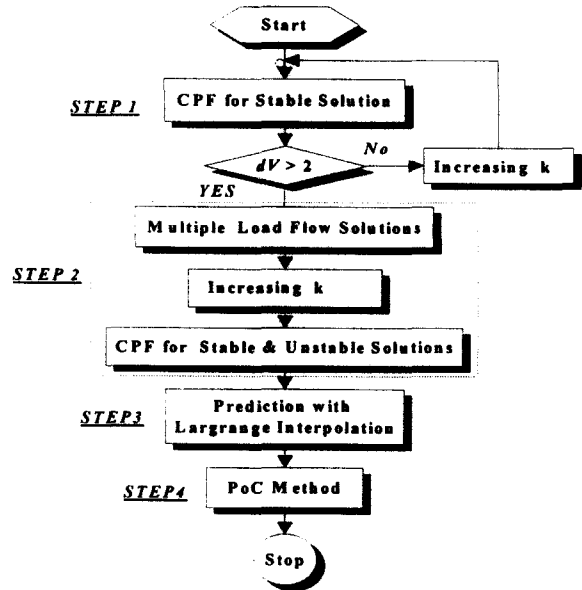 Start
STEP 1
CPF for Stable Solution
dV > 2
No
Increasing k
YES
Multiple Load Flow Solutions
STEP 2
Increasing k
CPF for Stable & Unstable Solutions
STEP3
Prediction with
Largrange Interpolation
STEP4
PoC Method
Stop